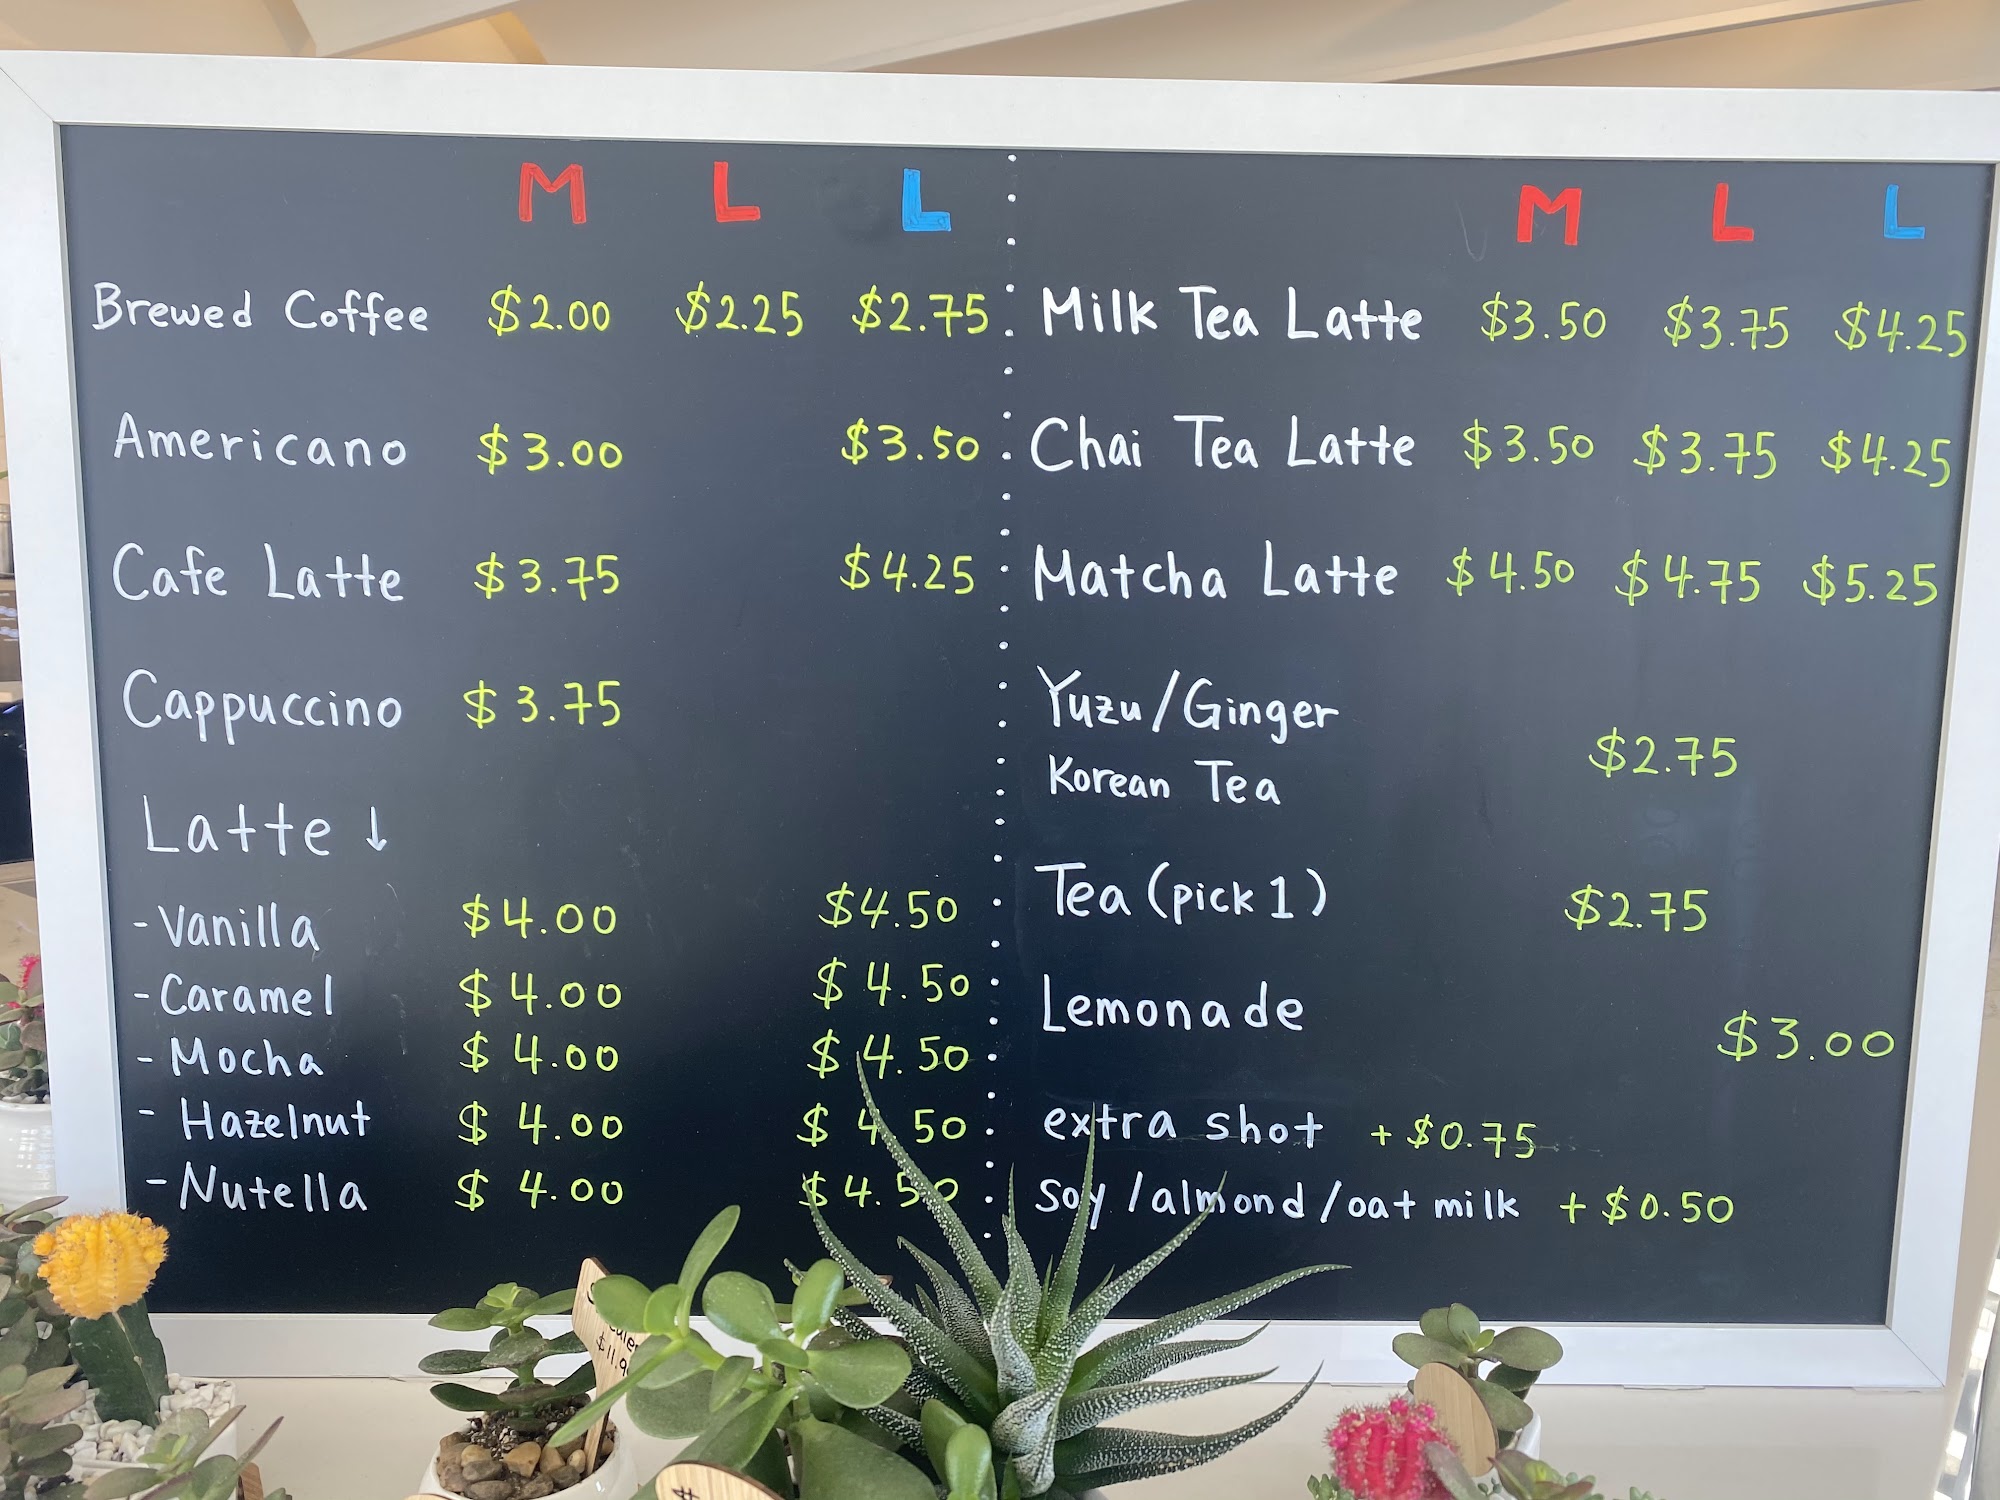 M L L
Brewed Coffee $2.00 $2.25 $2.75
Americano $3.00 $3.50
Cafe Latte $3.75 $4.25
Cappuccino $3.75
Latte ↓
- Vanilla $4.00 $4.50
- Caramel $4.00 $4.50
- Mocha $4.00 $4.50
- Hazelnut $4.00 $4.50
- Nutella $4.00 $4.50
M L L
Milk Tea Latte $3.50 $3.75 $4.25
Chai Tea Latte $3.50 $3.75 $4.25
Matcha Latte $4.50 $4.75 $5.25
Yuzu/Ginger
Korean Tea $2.75
Tea (pick 1) $2.75
Lemonade $3.00
extra shot +$0.75
soy/almond/oat milk +$0.50